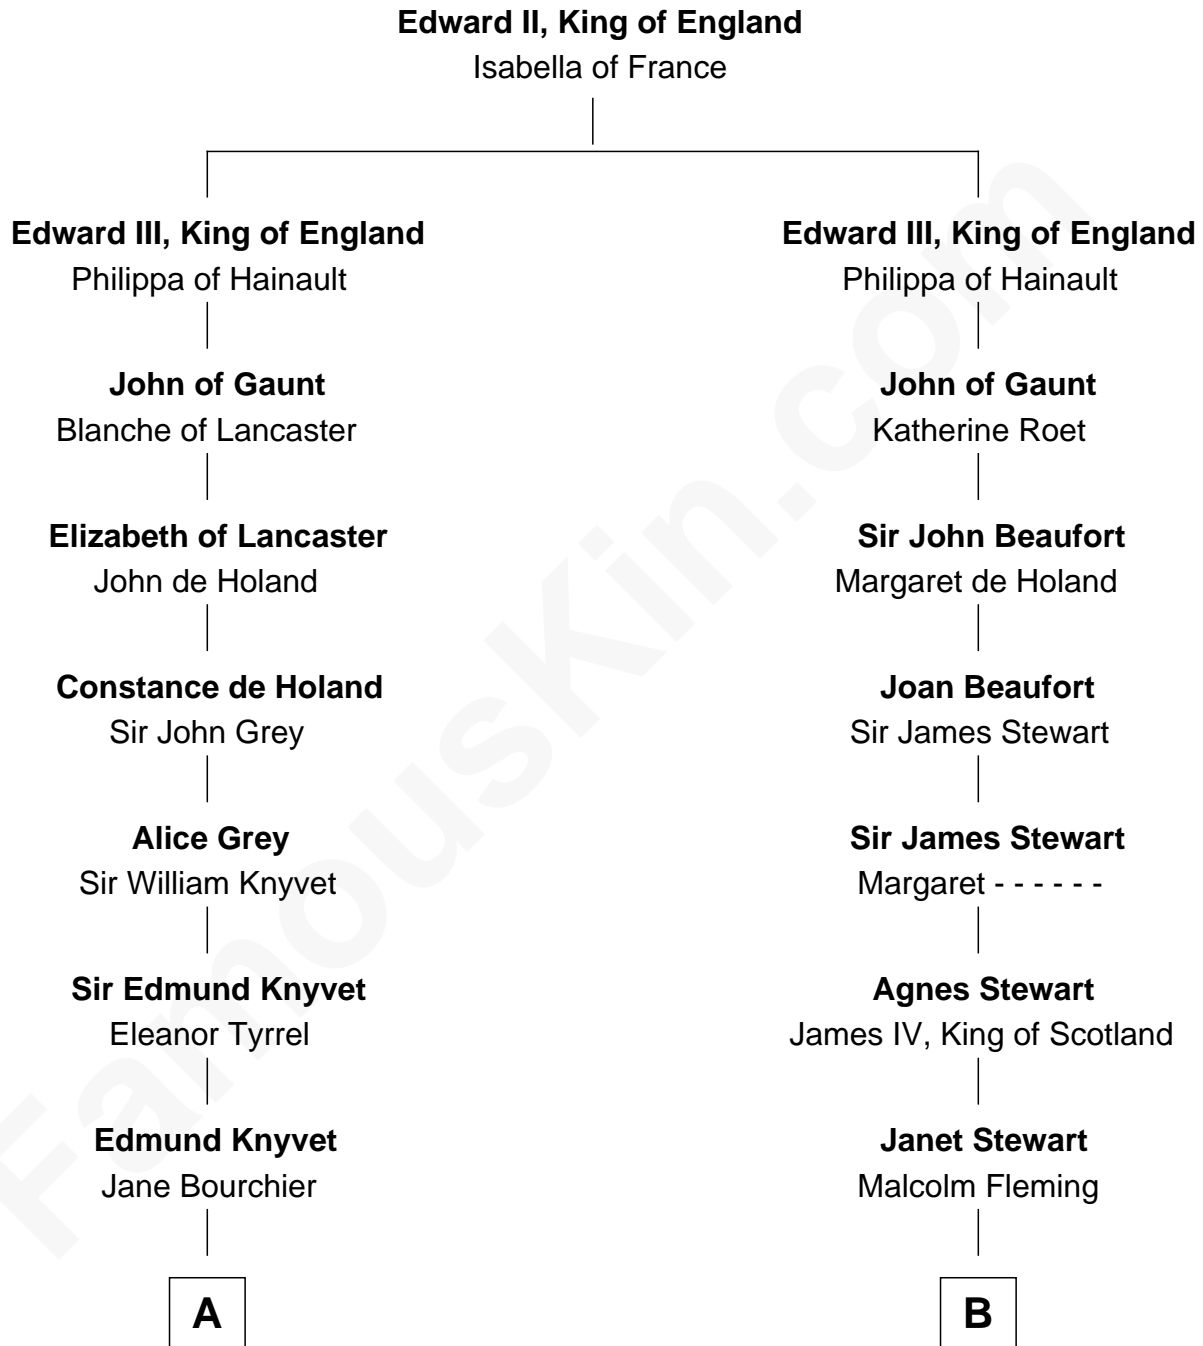 Edward II, King of England
Isabella of France
Edward III, King of England
Philippa of Hainault
John of Gaunt
Blanche of Lancaster
Elizabeth of Lancaster
John de Holand
Constance de Holand
Sir John Grey
Alice Grey
Sir William Knyvet
Sir Edmund Knyvet
Eleanor Tyrrel
Edmund Knyvet
Jane Bourchier
A
Edward III, King of England
Philippa of Hainault
John of Gaunt
Katherine Roet
Sir John Beaufort
Margaret de Holand
Joan Beaufort
Sir James Stewart
Sir James Stewart
Margaret - - - - - -
Agnes Stewart
James IV, King of Scotland
Janet Stewart
Malcolm Fleming
B
FamousKin.com